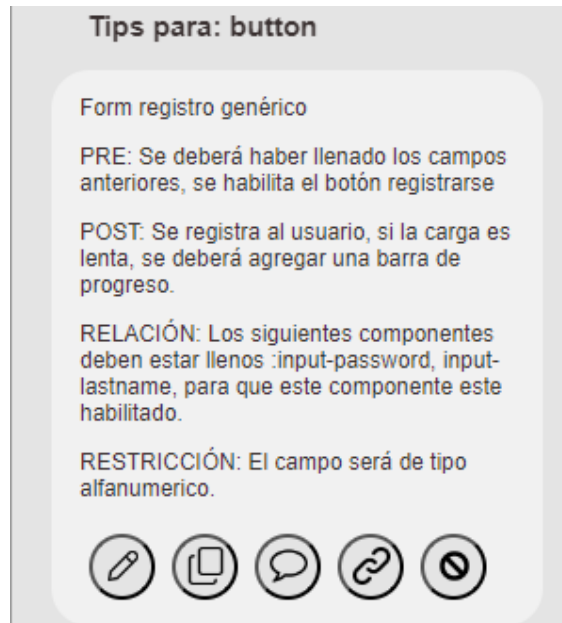 Tips para: button
Form registro genérico
PRE: Se deberá haber llenado los campos
anteriores, se habilita el botón registrarse
POST: Se registra al usuario, si la carga es
lenta, se deberá agregar una barra de
progreso.
RELACIÓN: Los siguientes componentes
deben estar llenos :input-password, input-
lastname, para que este componente este
habilitado.
RESTRICCIÓN: El campo será de tipo
alfanumerico.